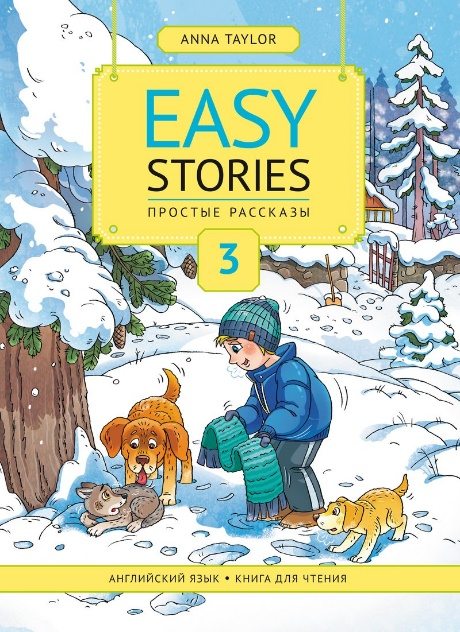 ANNA TAYLOR
EASY
STORIES
ПРОСТЫЕ РАССКАЗЫ
3
АНГЛИЙСКИЙ ЯЗЫК • КНИГА ДЛЯ ЧТЕНИЯ